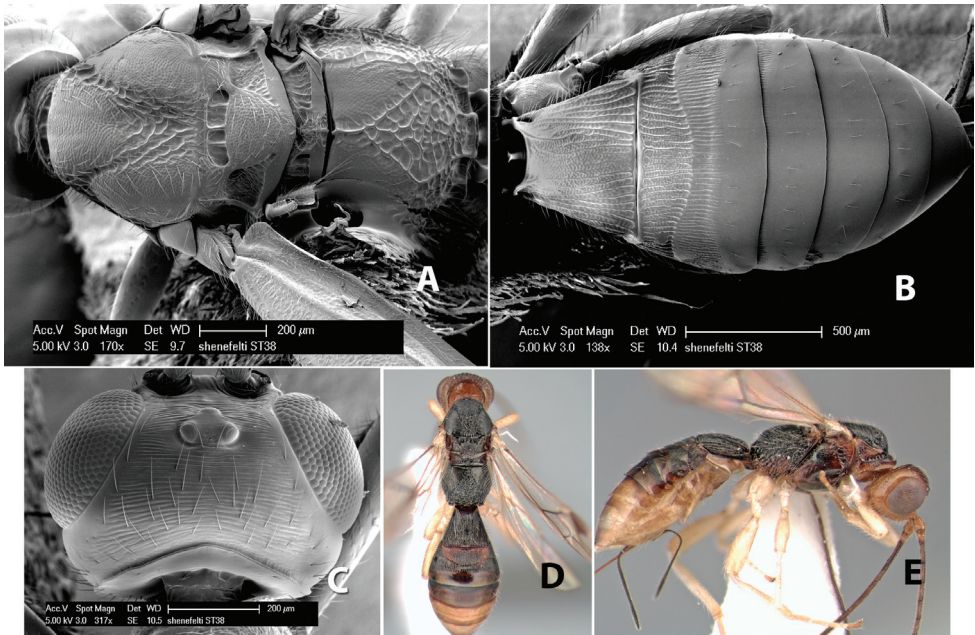 A
Acc.V Spot Magn Det WD 200 µm
5.00 kV 3.0 170x SE 9.7 shenefelti ST38
B
Acc.V Spot Magn Det WD 500 µm
5.00 kV 3.0 138x SE 10.4 shenefelti ST38
C
Acc.V Spot Magn Det WD 200 µm
5.00 kV 3.0 317x SE 10.5 shenefelti ST38
D
E